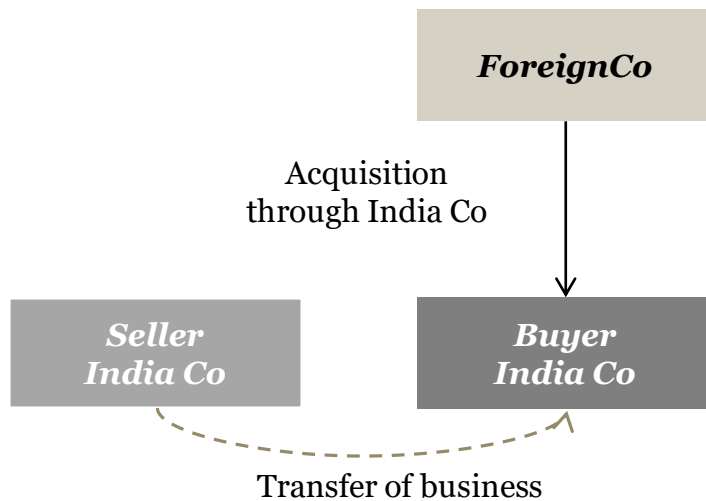 ForeignCo
Acquisition
through India Co
Seller
India Co
Buyer
India Co
Transfer of business